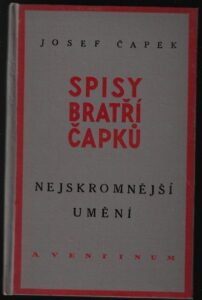 JOSEF ČAPEK
SPISY
BRATŘÍ
ČAPKŮ
NEJSKROMNĚJŠÍ
UMĚNÍ
AVENTINUM